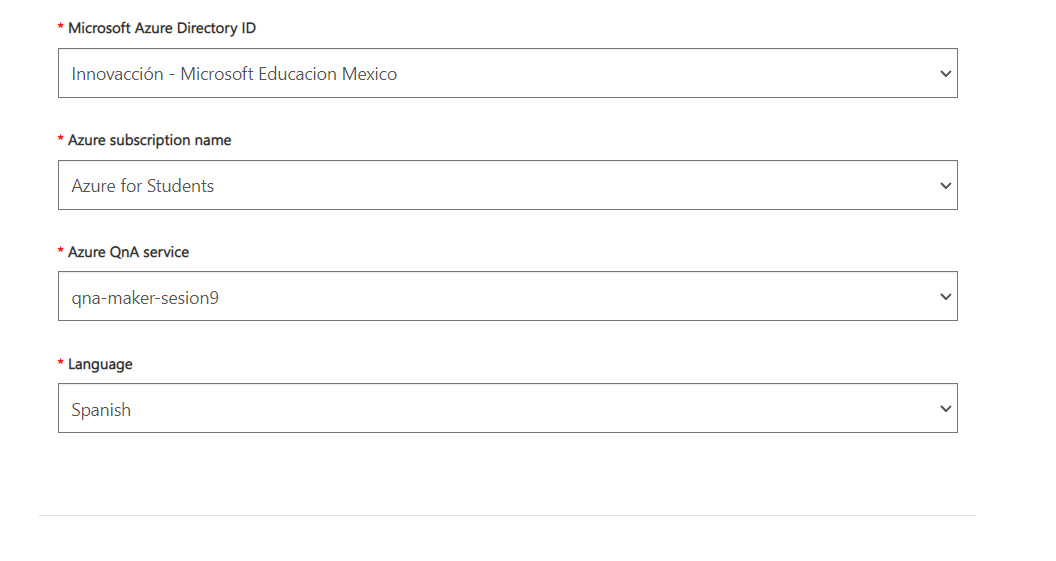 * Microsoft Azure Directory ID
Innovacción - Microsoft Educacion Mexico
* Azure subscription name
Azure for Students
* Azure QnA service
qna-maker-sesion9
* Language
Spanish